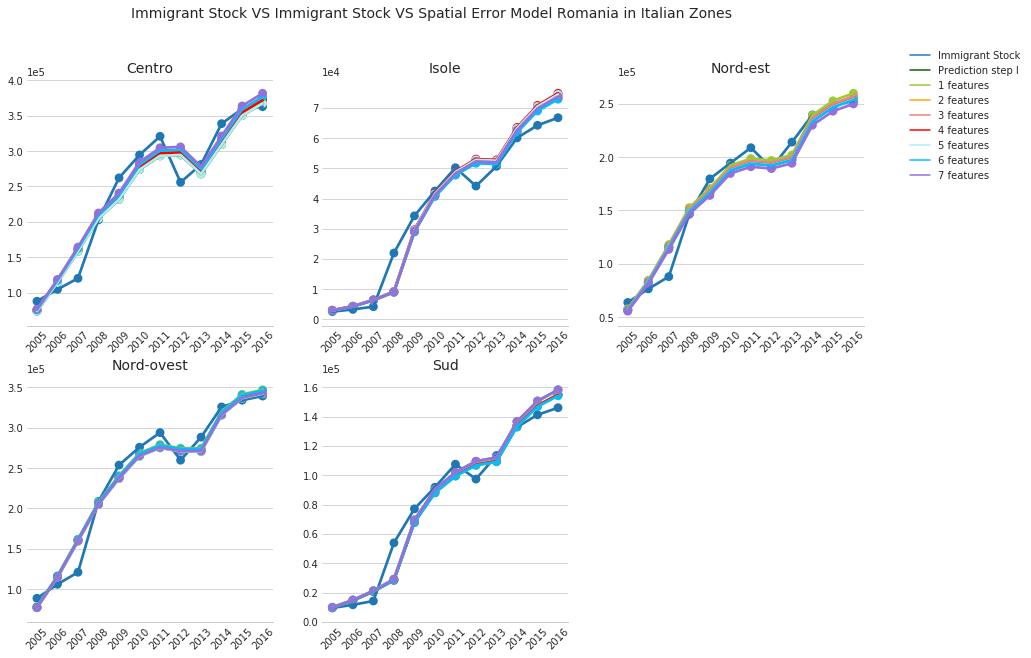 Immigrant Stock VS Immigrant Stock VS Spatial Error Model Romania in Italian Zones
Centro
1e5
4.0
3.5
3.0
2.5
2.0
1.5
1.0
2005 2006 2007 2008 2009 2010 2011 2012 2013 2014 2015 2016
Isole
1e4
7
6
5
4
3
2
1
0
2005 2006 2007 2008 2009 2010 2011 2012 2013 2014 2015 2016
Nord-est
1e5
2.5
2.0
1.5
1.0
0.5
2005 2006 2007 2008 2009 2010 2011 2012 2013 2014 2015 2016
Immigrant Stock
Prediction step I
1 features
2 features
3 features
4 features
5 features
6 features
7 features
Nord-ovest
1e5
3.5
3.0
2.5
2.0
1.5
1.0
2005 2006 2007 2008 2009 2010 2011 2012 2013 2014 2015 2016
Sud
1e5
1.6
1.4
1.2
1.0
0.8
0.6
0.4
0.2
0.0
2005 2006 2007 2008 2009 2010 2011 2012 2013 2014 2015 2016